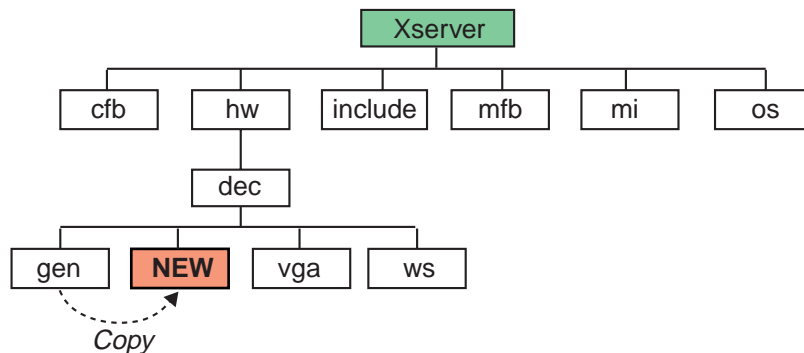 Xserver
cfb hw include mfb mi os
dec
gen NEW vga ws
Copy